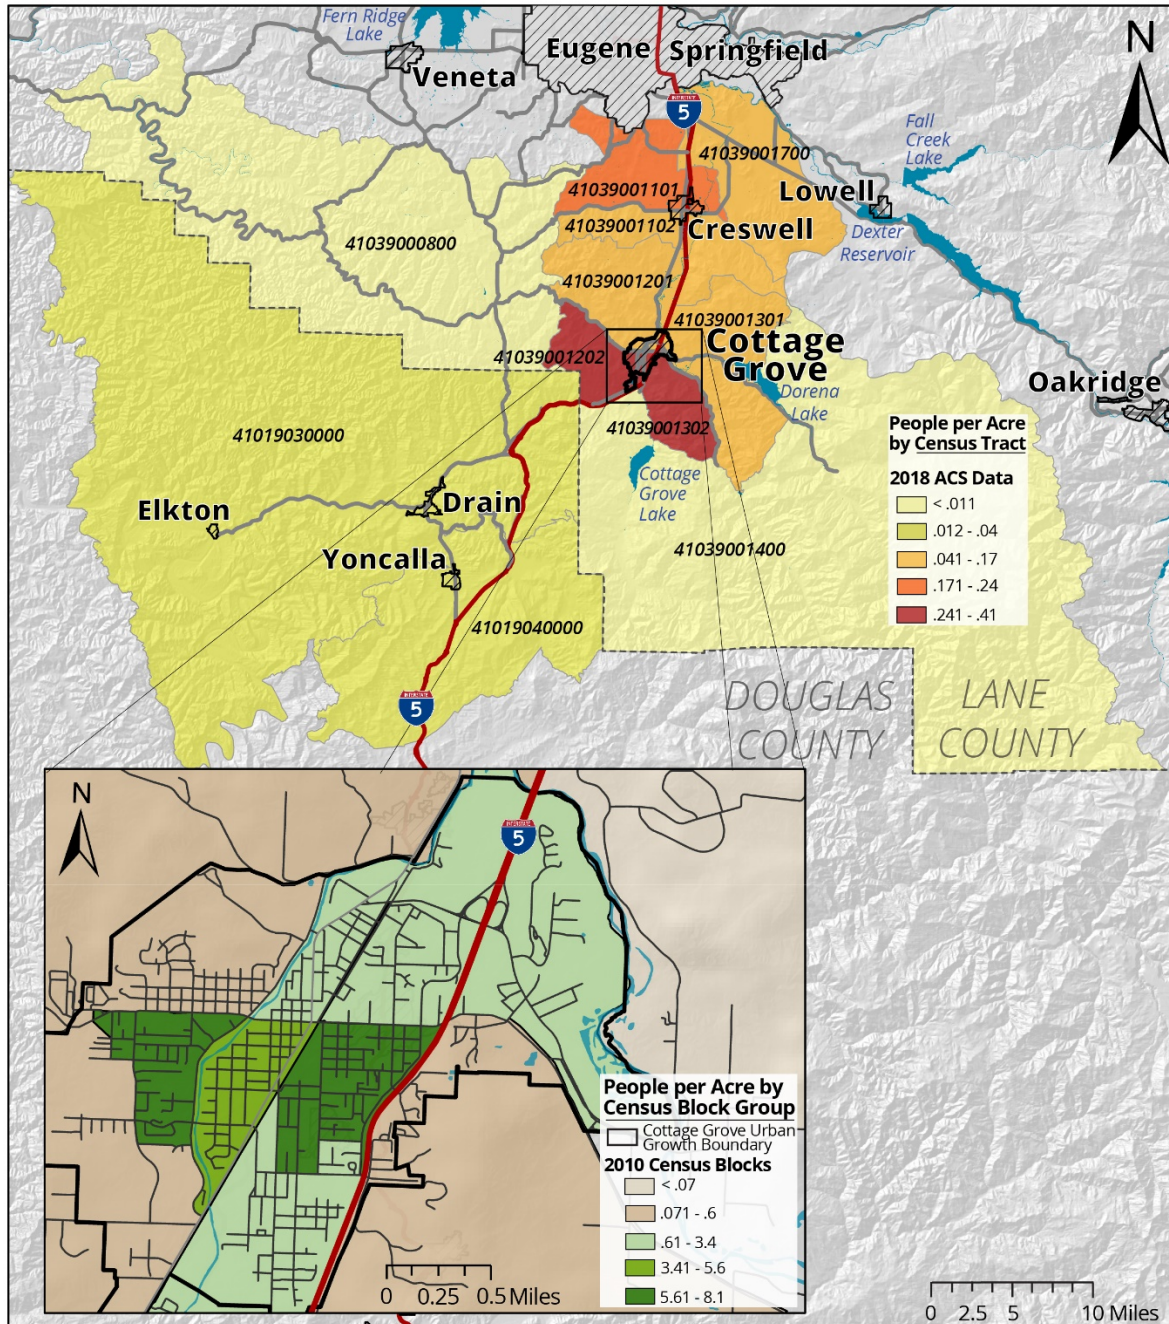 Fern Ridge
Lake
Veneta
Eugene
Springfield
N
INTERSTATE
5
Fall
Creek
Lake
41039001700
41039001101
Lowell
41039001102
Creswell
Dexter
Reservoir
41039000800
41039001201
41039001301
41039001202
Cottage
Grove
Oakridge
Dorena
Lake
41019030000
41039001302
People per Acre
by Census Tract
2018 ACS Data
< .011
.012 - .04
.041 - .17
.171 - .24
.241 - .41
Cottage
Grove
Lake
Elkton
Drain
Yoncalla
41039001400
41019040000
DOUGLAS
COUNTY
LANE
COUNTY
INTERSTATE
5
N
INTERSTATE
5
People per Acre by
Census Block Group
Cottage Grove Urban
Growth Boundary
2010 Census Blocks
< .07
.071 - .6
.61 - 3.4
3.41 - 5.6
5.61 - 8.1
0 0.25 0.5 Miles
0 2.5 5 10 Miles